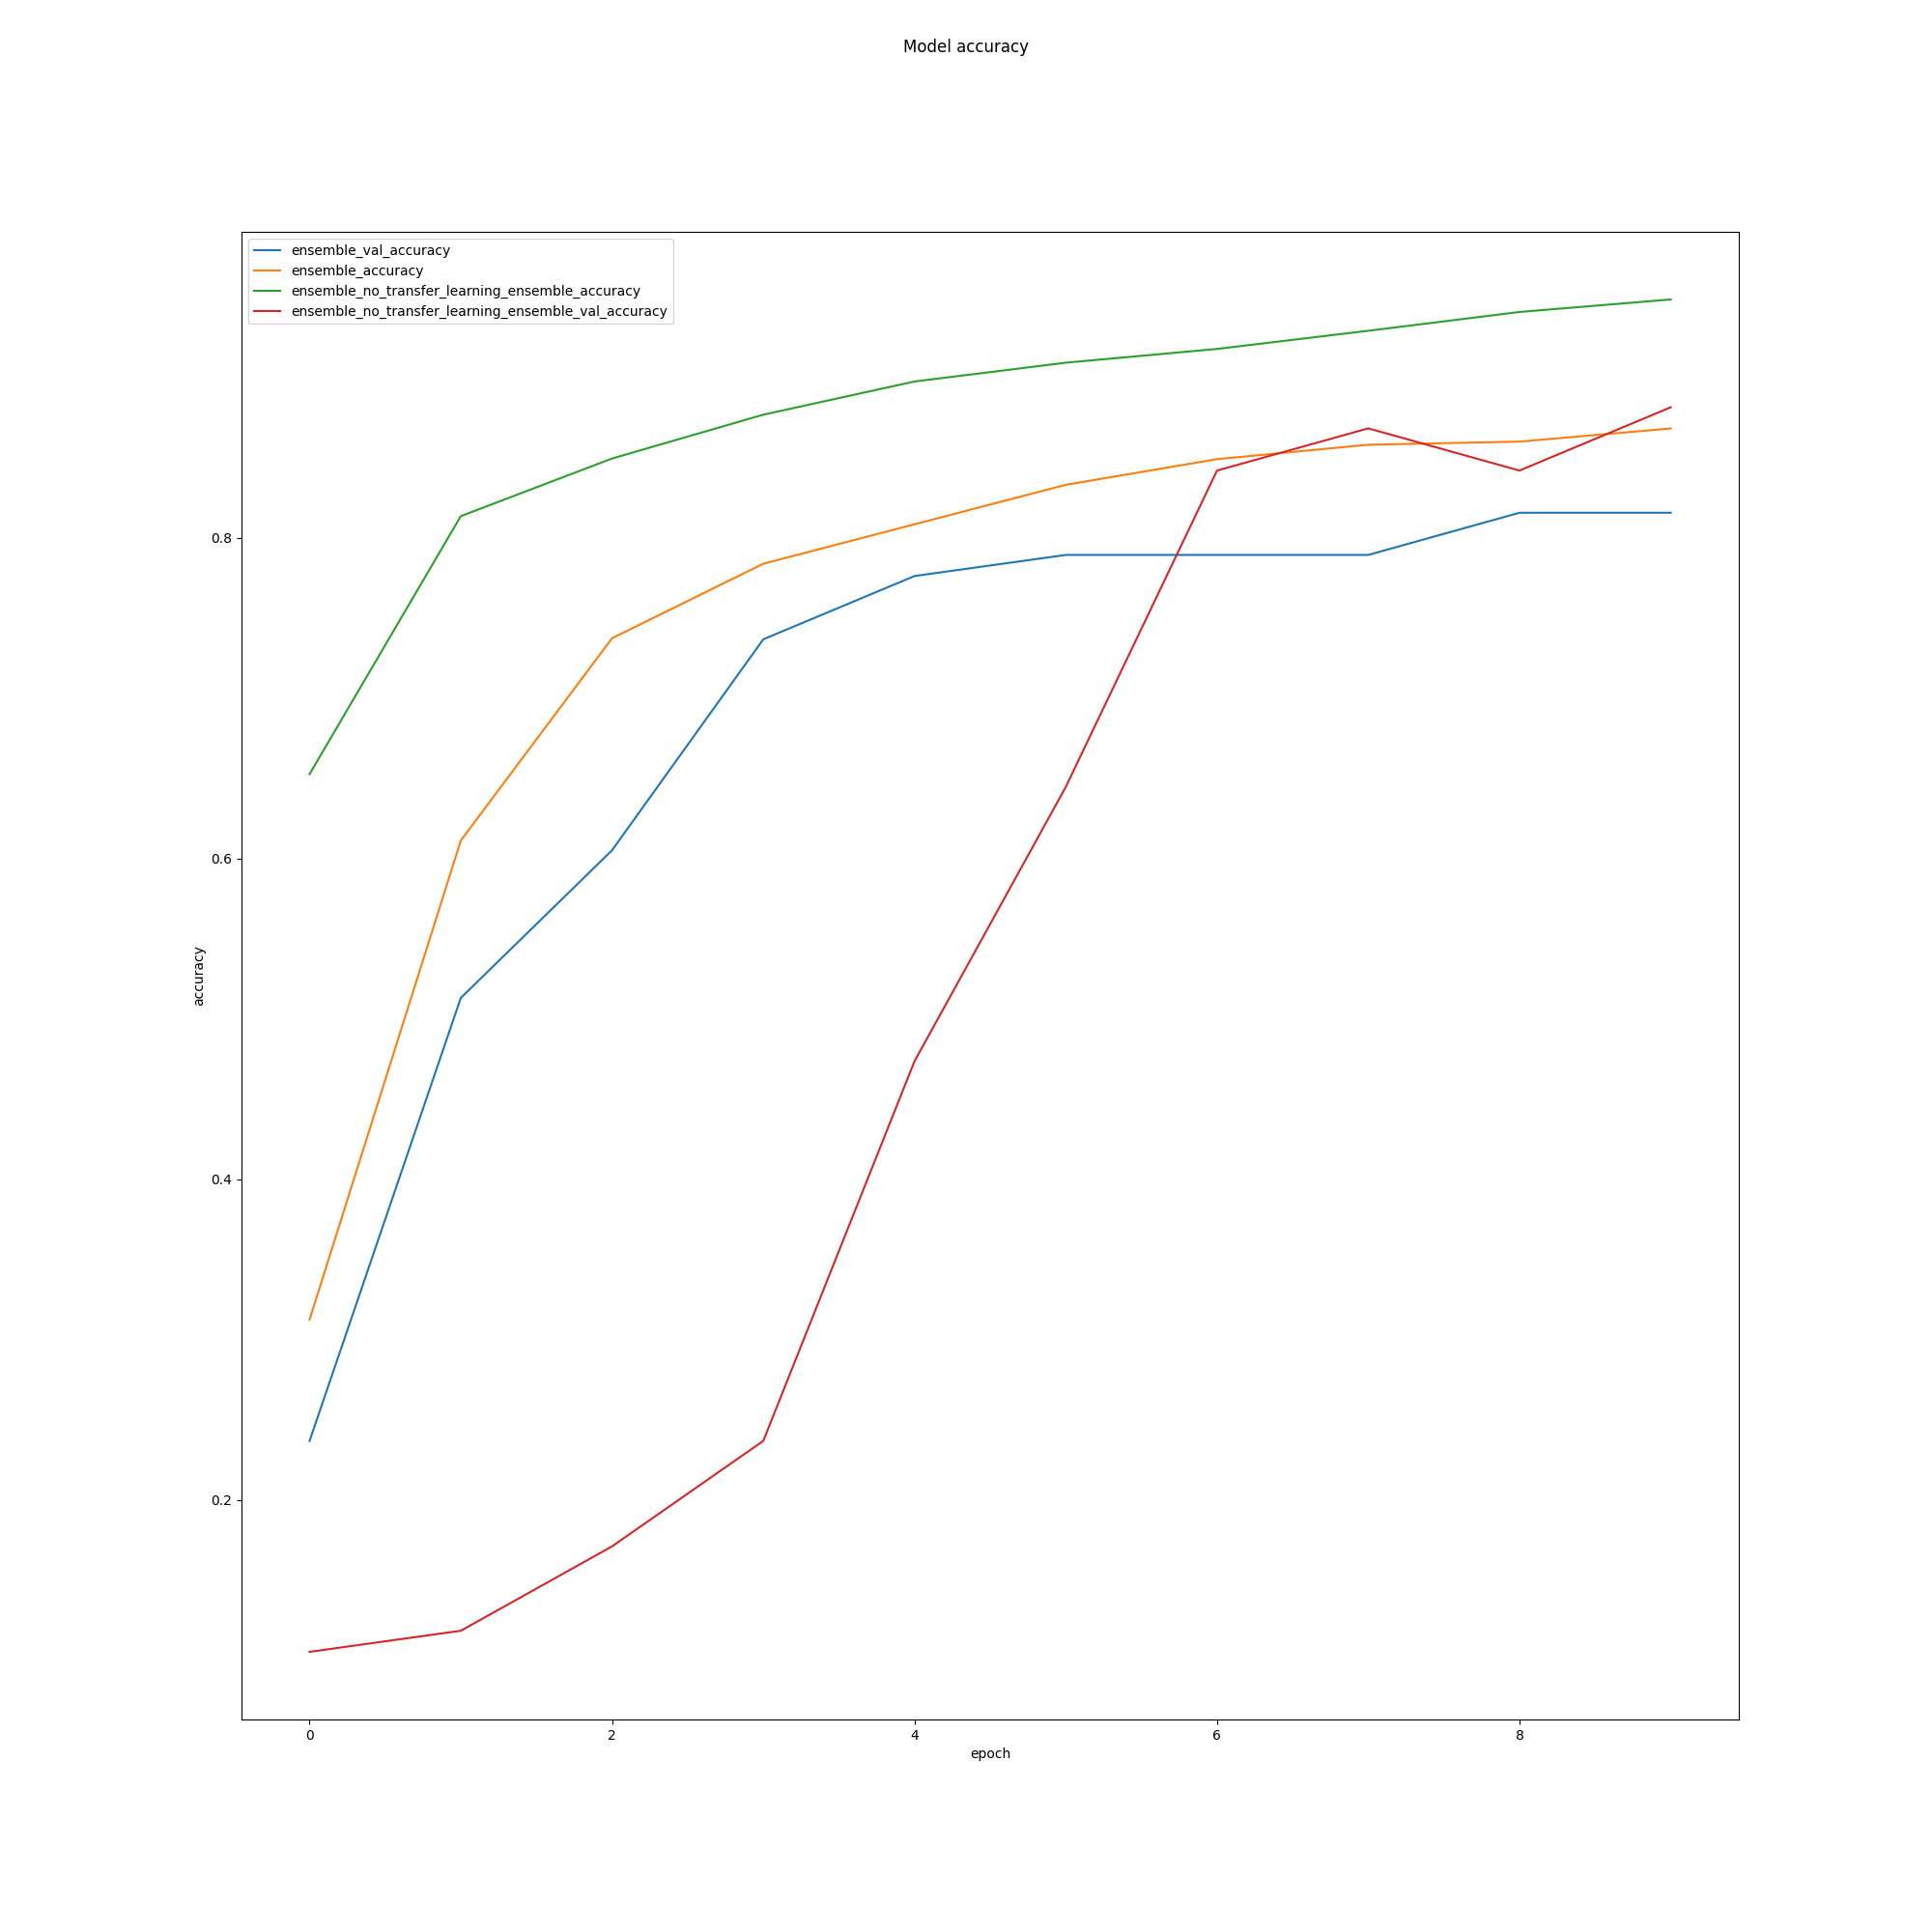 Model accuracy
ensemble_val_accuracy
ensemble_accuracy
ensemble_no_transfer_learning_ensemble_accuracy
ensemble_no_transfer_learning_ensemble_val_accuracy
0.8
0.6
accuracy
0.4
0.2
0 2 4 6 8
epoch